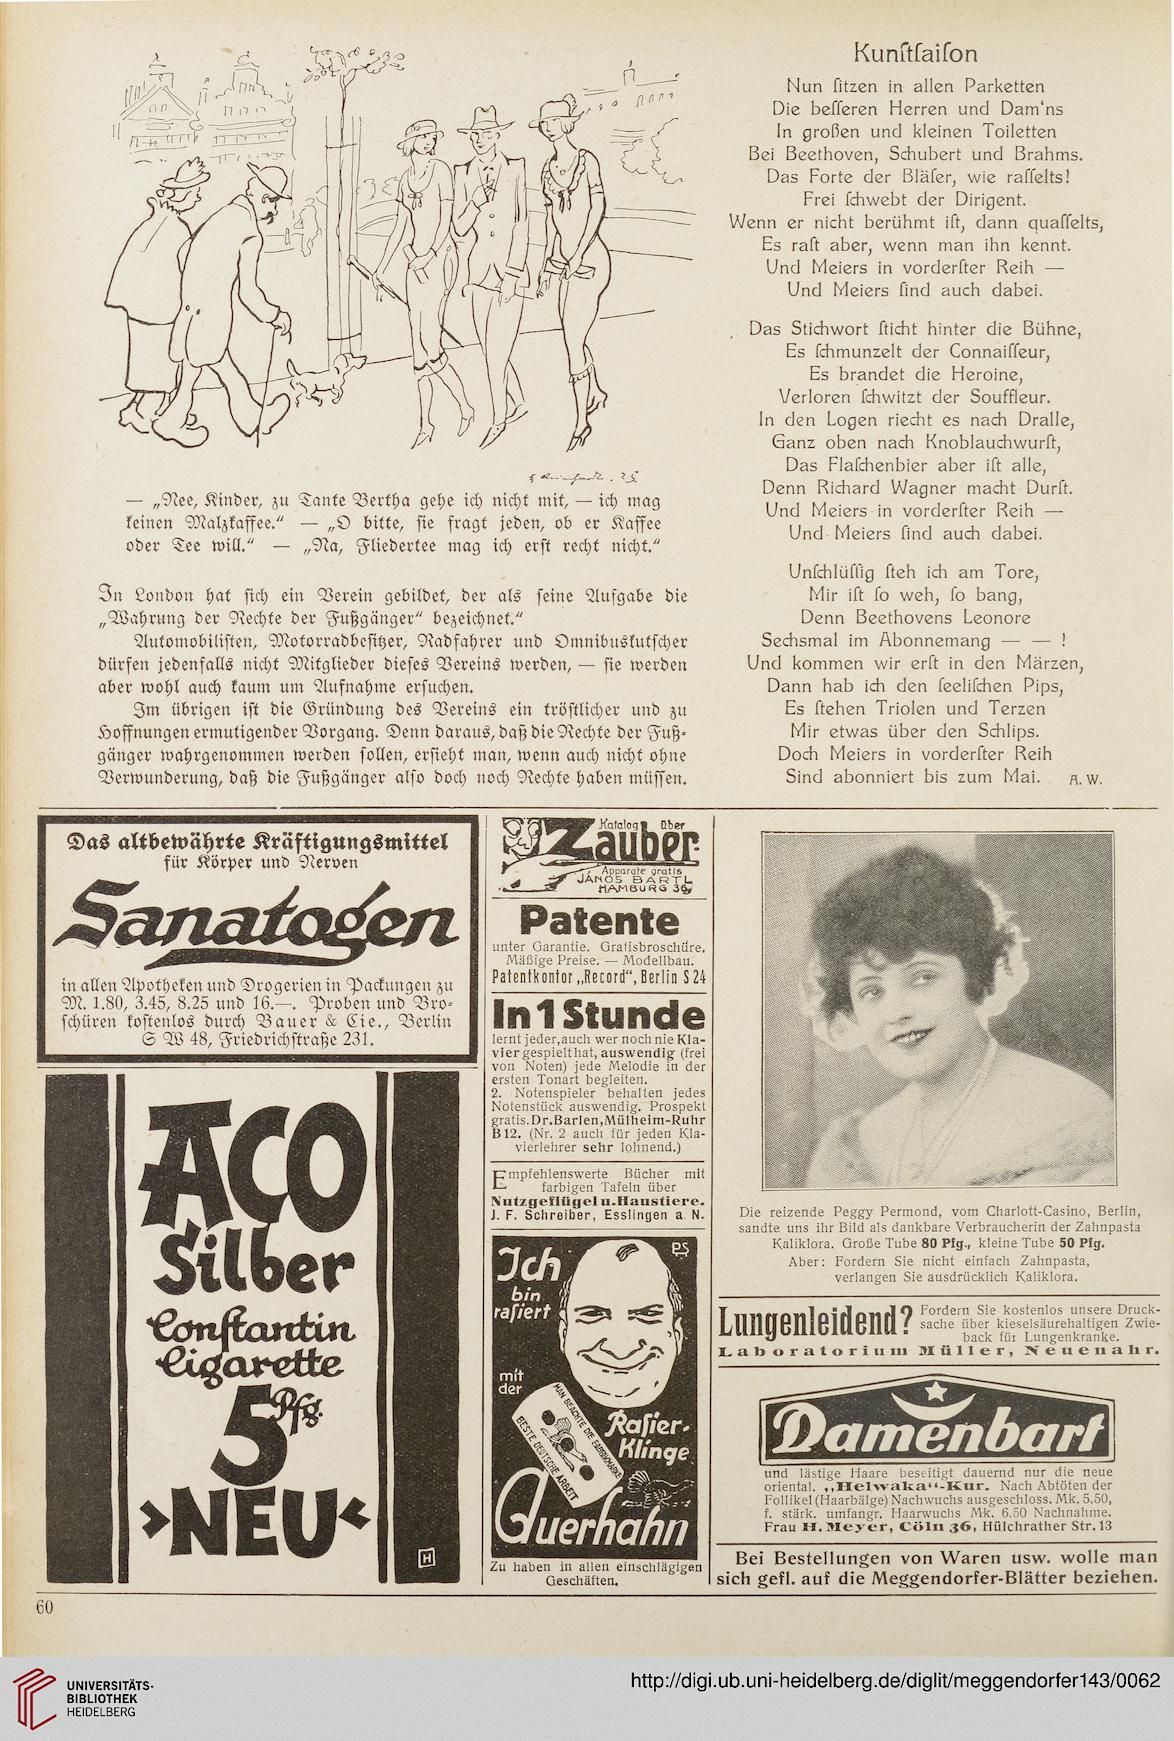 — „Nee, Kinder, zu Tante Bertha gehe ich nicht mit, — ich mag
keinen Malzkaffee.“ — „O bitte, sie fragt jeden, ob er Kaffee
oder Tee will.“ — „Na, Fliedertee mag ich erst recht nicht.“
In London hat sich ein Verein gebildet, der als seine Aufgabe die
„Wahrung der Rechte der Fußgänger“ bezeichnet.“
Automobilisten, Motorradbesitzer, Radfahrer und Omnibuskutscher
dürfen jedenfalls nicht Mitglieder dieses Vereins werden, — sie werden
aber wohl auch kaum um Aufnahme ersuchen.
Im übrigen ist die Gründung des Vereins ein tröstlicher und zu
Hoffnungen ermutigender Vorgang. Denn daraus, daß die Rechte der Fuß-
gänger wahrgenommen werden sollen, ersieht man, wenn auch nicht ohne
Verwunderung, daß die Fußgänger also doch noch Rechte haben müssen.
Kunſtſaiſon
Nun ſitzen in allen Parketten
Die beſſeren Herren und Dam'ns
In großen und kleinen Toiletten
Bei Beethoven, Schubert und Brahms.
Das Forte der Bläſer, wie raſſelts!
Frei ſchwebt der Dirigent.
Wenn er nicht berühmt iſt, dann quaſſelts,
Es raſt aber, wenn man ihn kennt.
Und Meiers in vorderſter Reih —
Und Meiers ſind auch dabei.
Das Stichwort ſticht hinter die Bühne,
Es ſchmunzelt der Connaiſſeur,
Es brandet die Heroine,
Verloren ſchwitzt der Souffleur.
In den Logen riecht es nach Dralle,
Ganz oben nach Knoblauchwurſt,
Das Flaſchenbier aber iſt alle,
Denn Richard Wagner macht Durſt.
Und Meiers in vorderſter Reih —
Und Meiers ſind auch dabei.
Unſchlüſſig ſteh ich am Tore,
Mir iſt ſo weh, ſo bang,
Denn Beethovens Leonore
Sechsmal im Abonnemang — — !
Und kommen wir erſt in den Märzen,
Dann hab ich den ſeeliſchen Pips,
Es ſtehen Triolen und Terzen
Mir etwas über den Schlips.
Doch Meiers in vorderſter Reih
Sind abonniert bis zum Mai. A. W.
Das altbewährte Kräftigungsmittel
für Körper und Nerven
Sanatogen
in allen Apotheken und Drogerien in Packungen zu
M. 1.80, 3.45, 8.25 und 16.—. Proben und Bro-
schüren kostenlos durch Bauer & Cie., Berlin
SW 48, Friedrichstraße 231.
ACO
Silber
Conſtantin
Cigarette
5 Pfg.
>NEU<
H
Katalog über
Zauber-
Apparate gratis
JÁNOS BARTL
HAMBURG 36
Patente
unter Garantie. Gratisbroschüre.
Mäßige Preise. — Modellbau.
Patentkontor „Record“, Berlin S 24
In 1 Stunde
lernt jeder, auch wer noch nie Kla-
vier gespielt hat, auswendig (frei
von Noten) jede Melodie in der
ersten Tonart begleiten.
2. Notenspieler behalten jedes
Notenstück auswendig. Prospekt
gratis. Dr. Barlen, Mülheim-Ruhr
B 12. (Nr. 2 auch für jeden Kla-
vierlehrer sehr lohnend.)
Empfehlenswerte Bücher mit
farbigen Tafeln über
Nutzgeflügel u. Haustiere.
J. F. Schreiber, Esslingen a. N.
Ich
bin
raſiert
PS
mit
der
MAN BEACHTE DIE FABRIKMARKE
BESTE DEUTSCHE ARBEIT
Raſier-
Klinge
Auerhahn
Zu haben in allen einschlägigen
Geschäften.
Die reizende Peggy Permond, vom Charlott-Casino, Berlin,
sandte uns ihr Bild als dankbare Verbraucherin der Zahnpasta
Kaliklora. Große Tube 80 Pfg., kleine Tube 50 Pfg.
Aber: Fordern Sie nicht einfach Zahnpasta,
verlangen Sie ausdrücklich Kaliklora.
Lungenleidend? Fordern Sie kostenlos unsere Druck-
sache über kieselsäurehaltigen Zwie-
back für Lungenkranke.
Laboratorium Müller, Neuenahr.
Damenbart
und lästige Haare beseitigt dauernd nur die neue
oriental. „Helwaka“-Kur. Nach Abtöten der
Follikel (Haarbälge) Nachwuchs ausgeschloss. Mk. 5.50,
f. stärk. umfangr. Haarwuchs Mk. 6.50 Nachnahme.
Frau H. Meyer, Cöln 36, Hülchrather Str. 13
Bei Bestellungen von Waren usw. wolle man
sich gefl. auf die Meggendorfer-Blätter beziehen.
60
UNIVERSITÄTS-
BIBLIOTHEK
HEIDELBERG
http://digi.ub.uni-heidelberg.de/diglit/meggendorfer143/0062